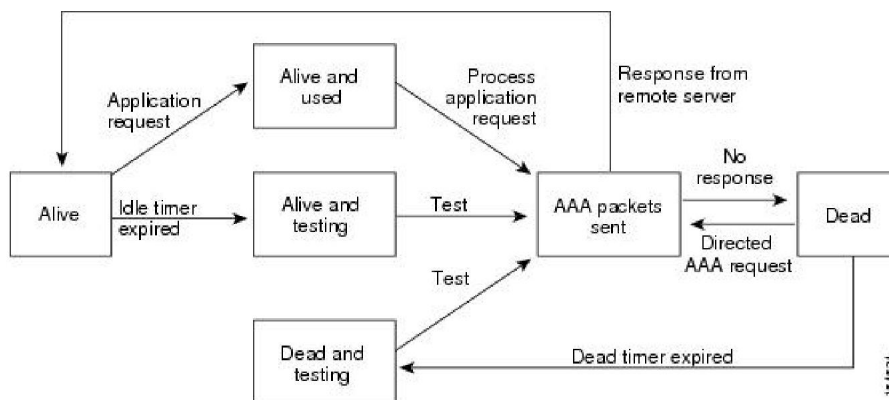 Alive and
used
Process
application
request
Response from
remote server
Application
request
No
response
Alive
Idle timer
expired
Alive and
testing
Test
AAA packets
sent
Dead
Directed
AAA request
Test
Dead and
testing
Dead timer expired